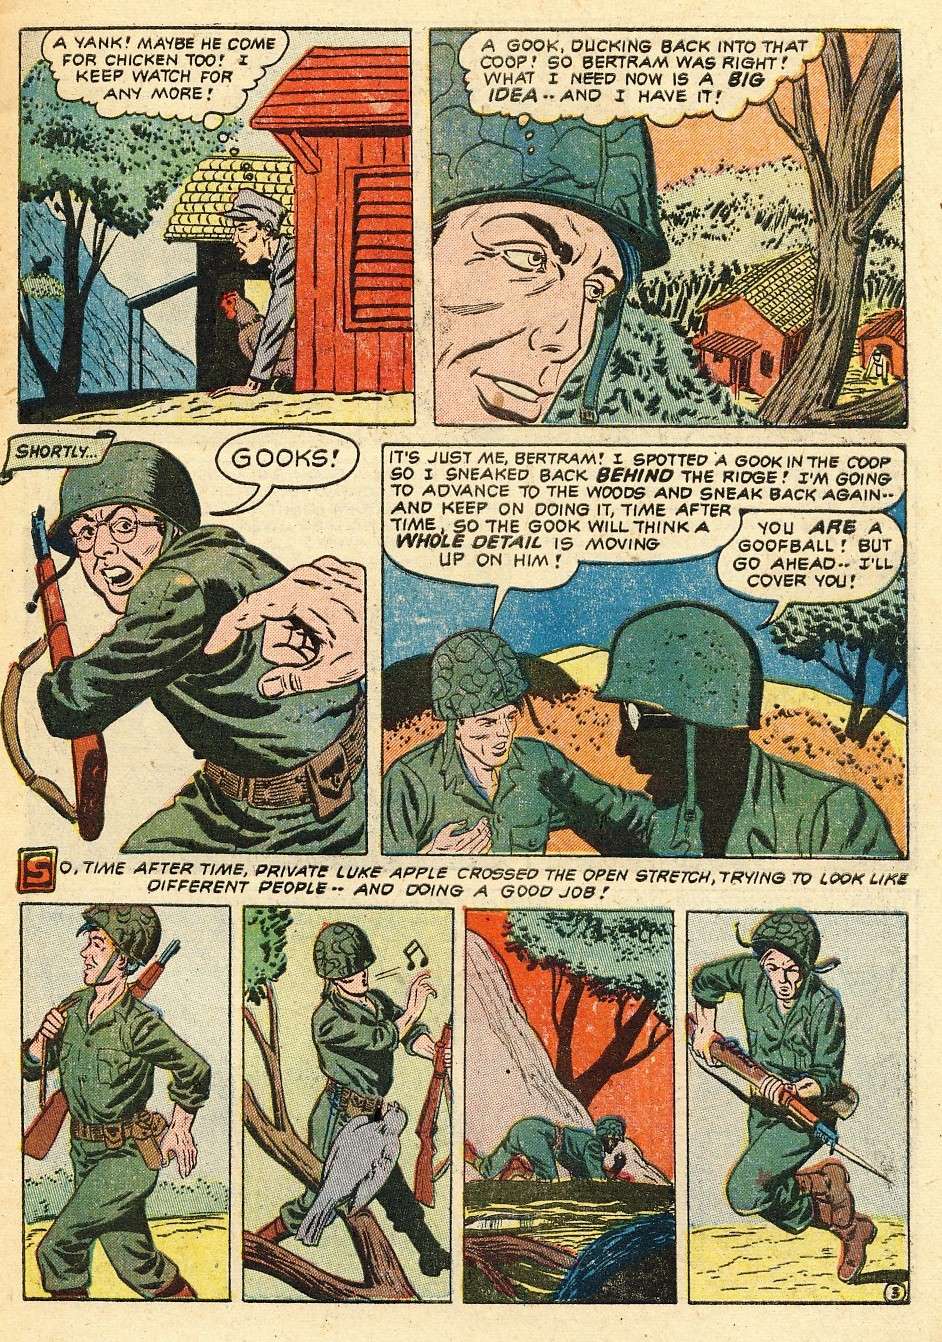 A YANK! MAYBE HE COME
FOR CHICKEN TOO! I
KEEP WATCH FOR
ANY MORE!
A GOOK, DUCKING BACK INTO THAT
COOP! SO BERTRAM WAS RIGHT!
WHAT I NEED NOW IS A BIG
IDEA-- AND I HAVE IT!
SHORTLY...
GOOKS!
IT'S JUST ME, BERTRAM! I SPOTTED A GOOK IN THE COOP
SO I SNEAKED BACK BEHIND THE RIDGE! I'M GOING
TO ADVANCE TO THE WOODS AND SNEAK BACK AGAIN--
AND KEEP ON DOING IT, TIME AFTER
TIME, SO THE GOOK WILL THINK A
WHOLE DETAIL IS MOVING
UP ON HIM!
YOU ARE A
GOOFBALL! BUT
GO AHEAD-- I'LL
COVER YOU!
SO, TIME AFTER TIME, PRIVATE LUKE APPLE CROSSED THE OPEN STRETCH, TRYING TO LOOK LIKE
DIFFERENT PEOPLE-- AND DOING A GOOD JOB!
3